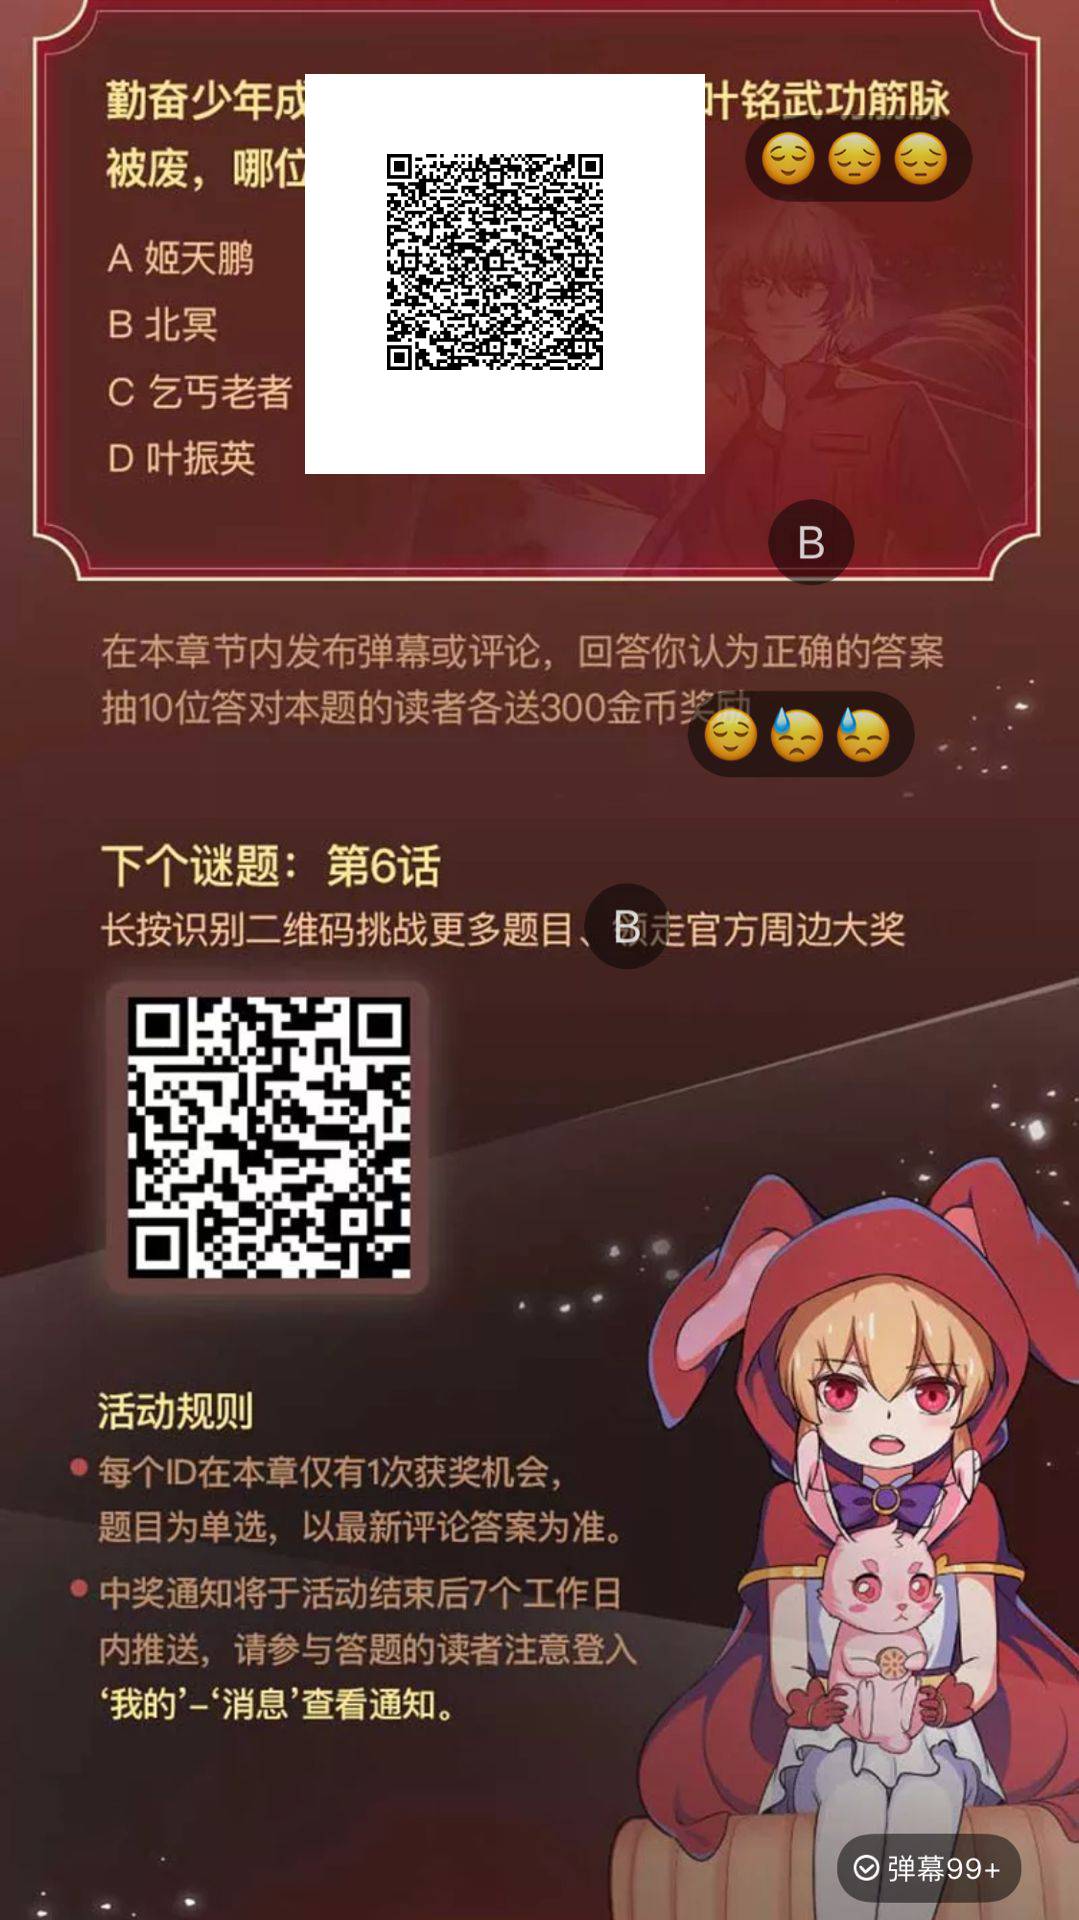 勤奋少年成
叶铭武功筋脉
被废，哪位
A 姬天鹏
B 北冥
C 乞丐老者
D 叶振英
B
在本章节内发布弹幕或评论，回答你认为正确的答案
抽10位答对本题的读者各送300金币奖励
下个谜题：第6话
长按识别二维码挑战更多题目、领走官方周边大奖
B
活动规则
每个ID在本章仅有1次获奖机会，
题目为单选，以最新评论答案为准。
中奖通知将于活动结束后7个工作日
内推送，请参与答题的读者注意登入
‘我的’–‘消息’查看通知。
弹幕99+